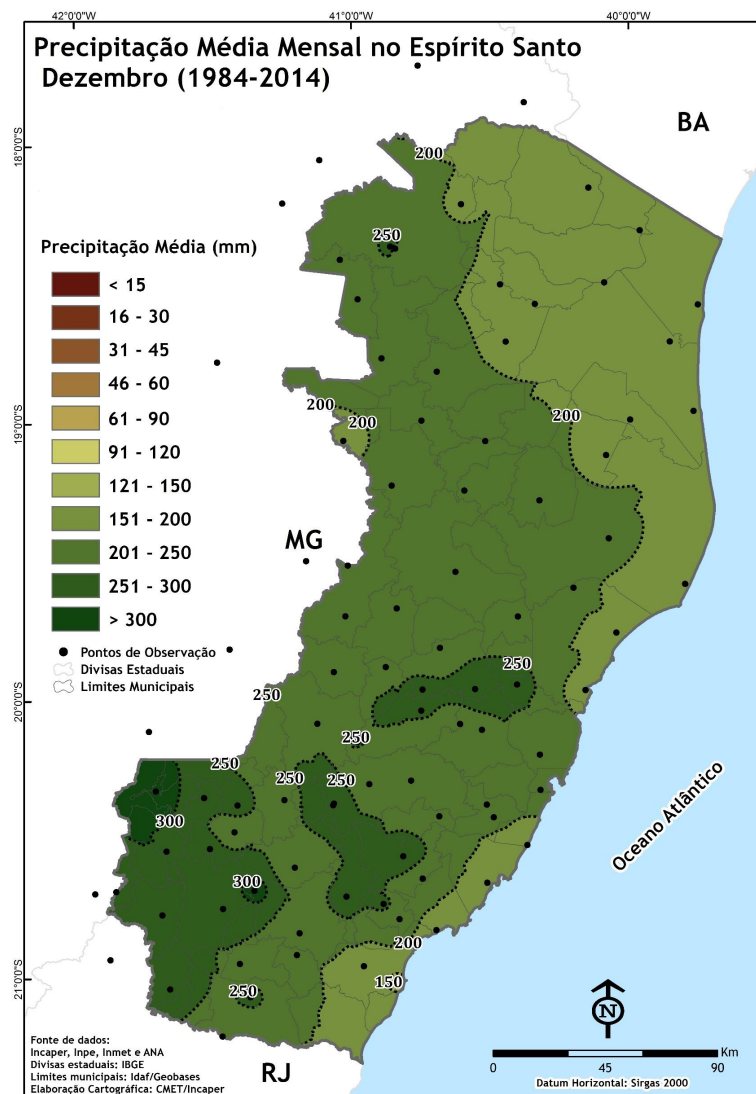 42°0'0"W
41°0'0"W
40°0'0"W
Precipitação Média Mensal no Espírito Santo
Dezembro (1984-2014)
BA
18°0'0"S
200
250
Precipitação Média (mm)
< 15
16 - 30
31 - 45
46 - 60
61 - 90
91 - 120
121 - 150
151 - 200
201 - 250
251 - 300
> 300
Pontos de Observação
Divisas Estaduais
Limites Municipais
19°0'0"S
200
200
200
MG
250
250
20°0'0"S
250
250
250
250
300
300
Oceano Atlântico
200
150
250
21°0'0"S
N
Km
0
45
90
Datum Horizontal: Sirgas 2000
RJ
Fonte de dados:
Incaper, Inpe, Inmet e ANA
Divisas estaduais: IBGE
Limites municipais: Idaf/Geobases
Elaboração Cartográfica: CMET/Incaper